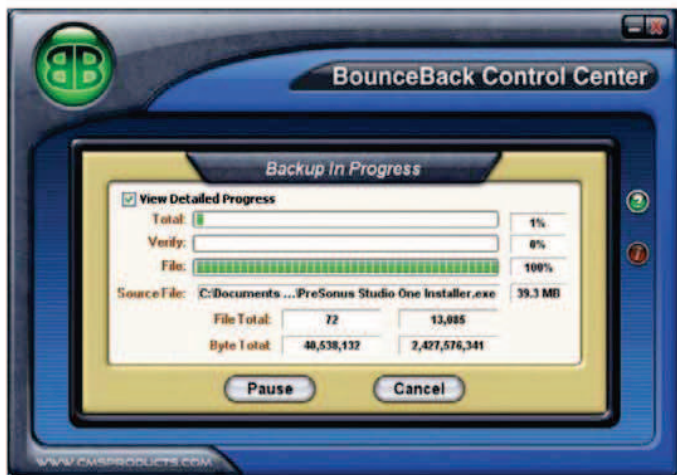 BB
BounceBack Control Center
Backup In Progress
View Detailed Progress
Total: 1%
Verify: 0%
File: 100%
Source File: C:\Documents ...\PreSonus Studio One Installer.exe 39.3 MB
File Total: 72 13,085
Byte Total: 40,538,132 2,427,576,341
Pause Cancel
WWW.CMSPRODUCTS.COM